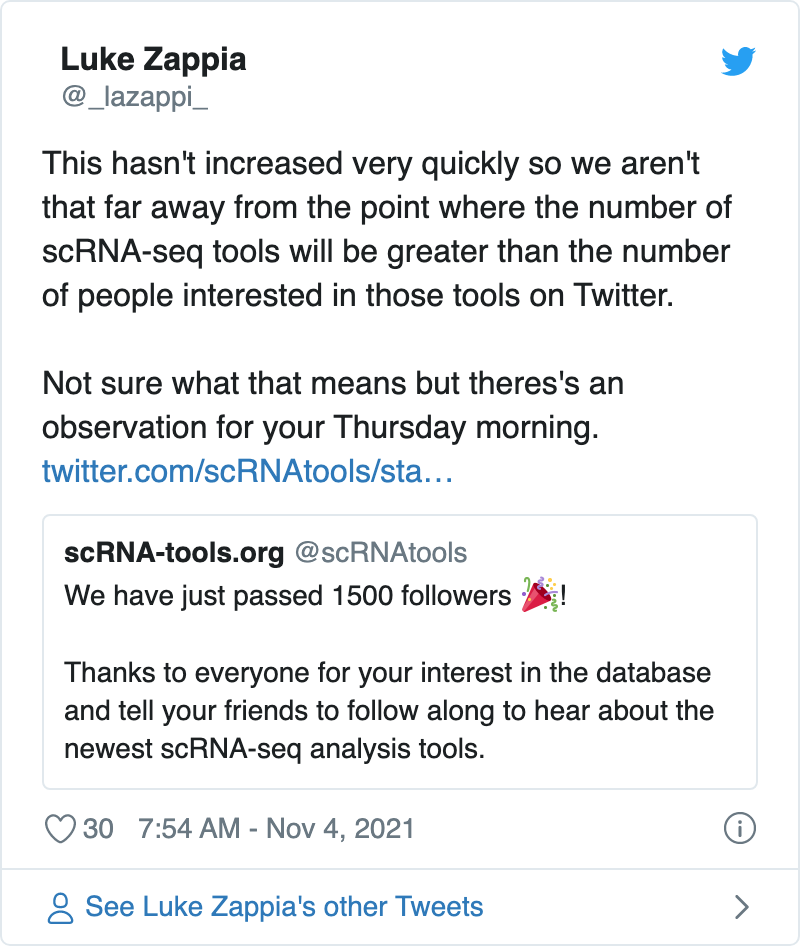 Luke Zappia
@_lazappi_
This hasn't increased very quickly so we aren't
that far away from the point where the number of
scRNA-seq tools will be greater than the number
of people interested in those tools on Twitter.
Not sure what that means but theres's an
observation for your Thursday morning.
twitter.com/scRNAtools/sta…
scRNA-tools.org @scRNAtools
We have just passed 1500 followers 🎉!
Thanks to everyone for your interest in the database
and tell your friends to follow along to hear about the
newest scRNA-seq analysis tools.
30 7:54 AM - Nov 4, 2021
See Luke Zappia's other Tweets